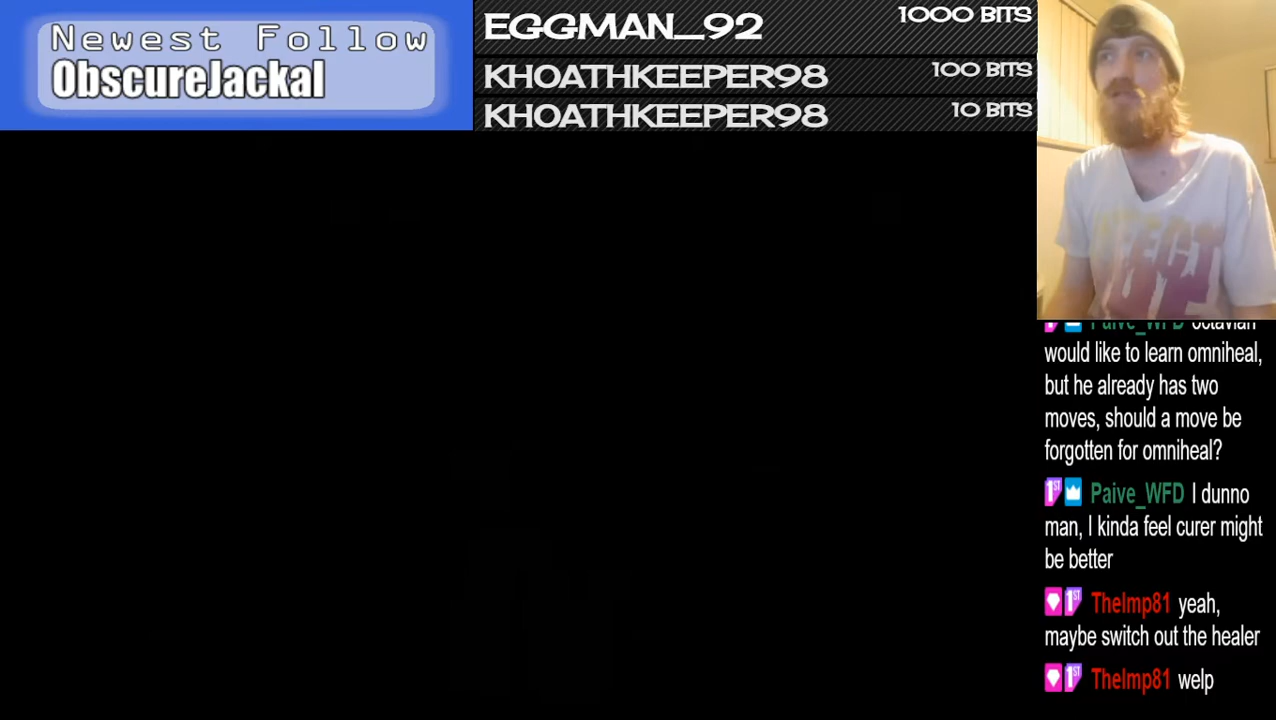 Newest Follow
ObscureJackal
EGGMAN_92 1000 BITS
KHOATHKEEPER98 100 BITS
KHOATHKEEPER98 10 BITS
Paive_WFD octavian
would like to learn omniheal,
but he already has two
moves, should a move be
forgotten for omniheal?
Paive_WFD I dunno
man, I kinda feel curer might
be better
TheImp81 yeah,
maybe switch out the healer
TheImp81 welp